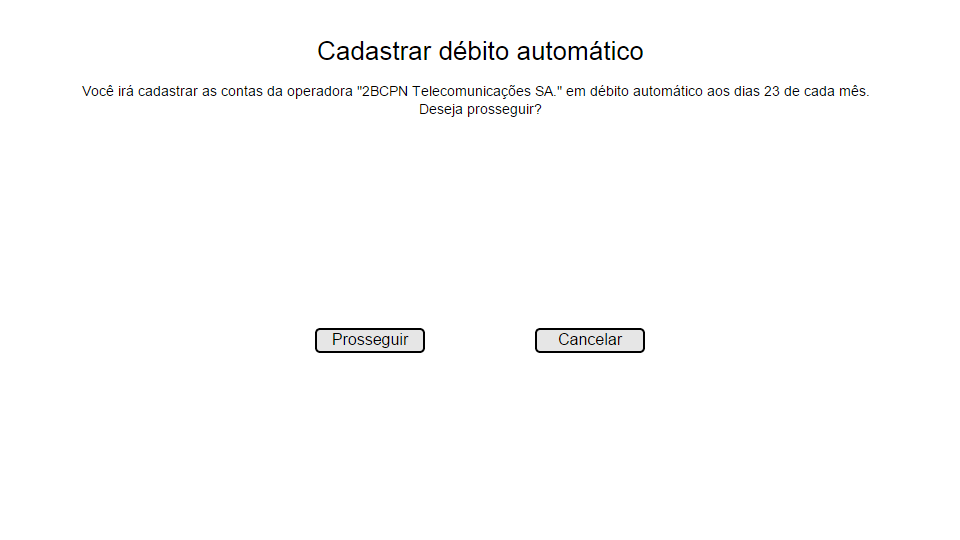 Cadastrar débito automático
Você irá cadastrar as contas da operadora "2BCPN Telecomunicações SA." em débito automático aos dias 23 de cada mês.
Deseja prosseguir?
Prosseguir
Cancelar